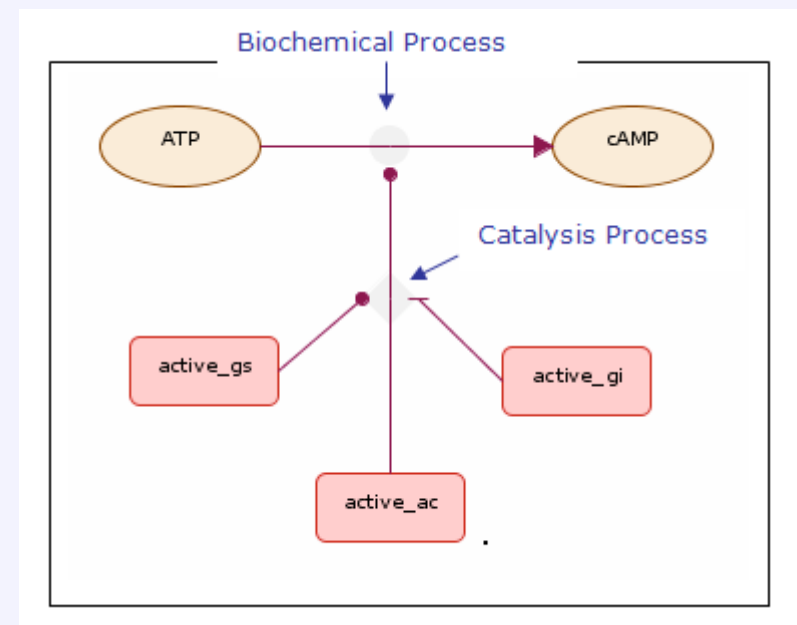 Biochemical Process
ATP
cAMP
Catalysis Process
active_gs
active_gi
active_ac
.